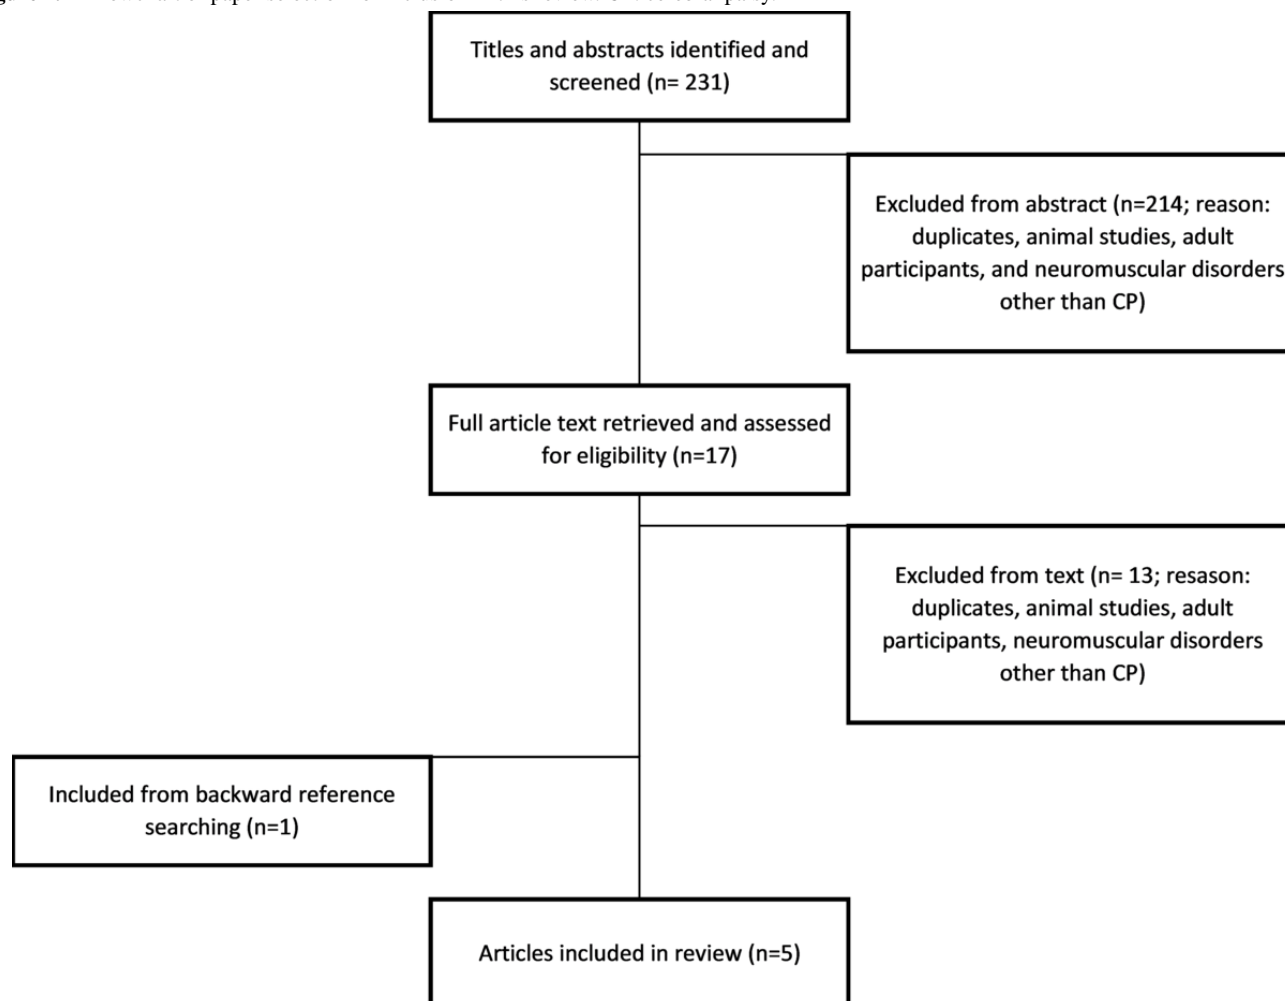 Titles and abstracts identified and
screened (n= 231)
Excluded from abstract (n=214; reason:
duplicates, animal studies, adult
participants, and neuromuscular disorders
other than CP)
Full article text retrieved and assessed
for eligibility (n=17)
Excluded from text (n= 13; resason:
duplicates, animal studies, adult
participants, neuromuscular disorders
other than CP)
Included from backward reference
searching (n=1)
Articles included in review (n=5)